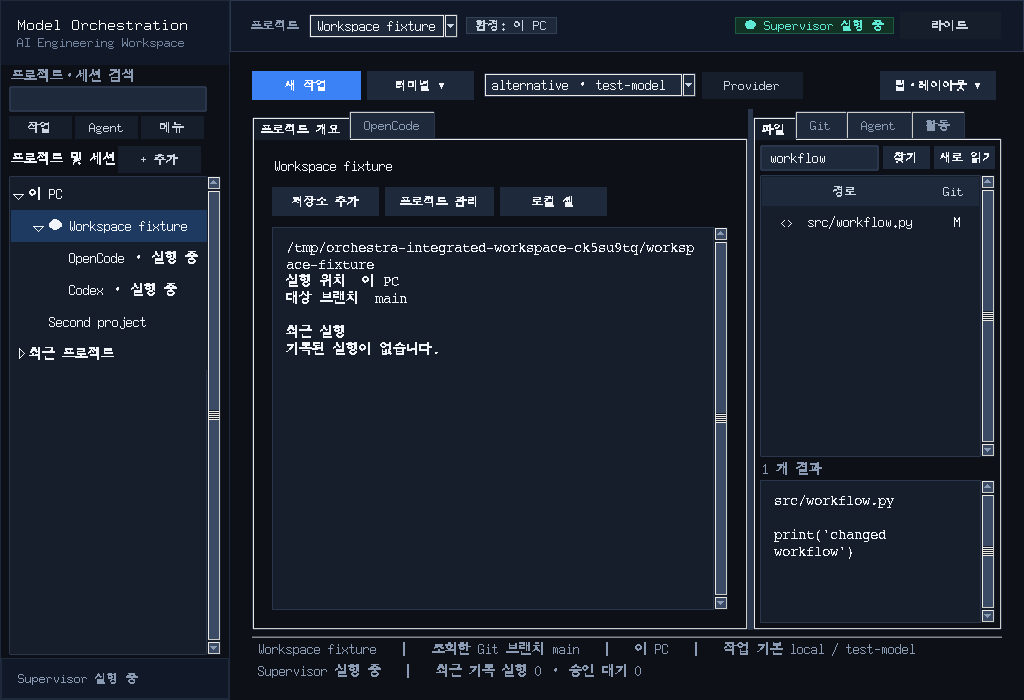 Model Orchestration
AI Engineering Workspace
프로젝트·세션 검색
작업 Agent 메뉴
프로젝트 및 세션 + 추가
이 PC
Workspace fixture
OpenCode · 실행 중
Codex · 실행 중
Second project
최근 프로젝트
Supervisor 실행 중
프로젝트 Workspace fixture 환경: 이 PC Supervisor 실행 중 라이트
새 작업 터미널 ▾ alternative · test-model Provider 탭·레이아웃 ▾
프로젝트 개요 OpenCode
Workspace fixture
저장소 추가 프로젝트 관리 로컬 셸
/tmp/orchestra-integrated-workspace-ck5su9tq/worksp
ace-fixture
실행 위치 이 PC
대상 브랜치 main
최근 실행
기록된 실행이 없습니다.
파일 Git Agent 활동
workflow 찾기 새로 읽기
경로 Git
<> src/workflow.py M
1 개 결과
src/workflow.py
print('changed
workflow')
Workspace fixture | 조회한 Git 브랜치 main | 이 PC | 작업 기본 local / test-model
Supervisor 실행 중 | 최근 기록 실행 0 · 승인 대기 0